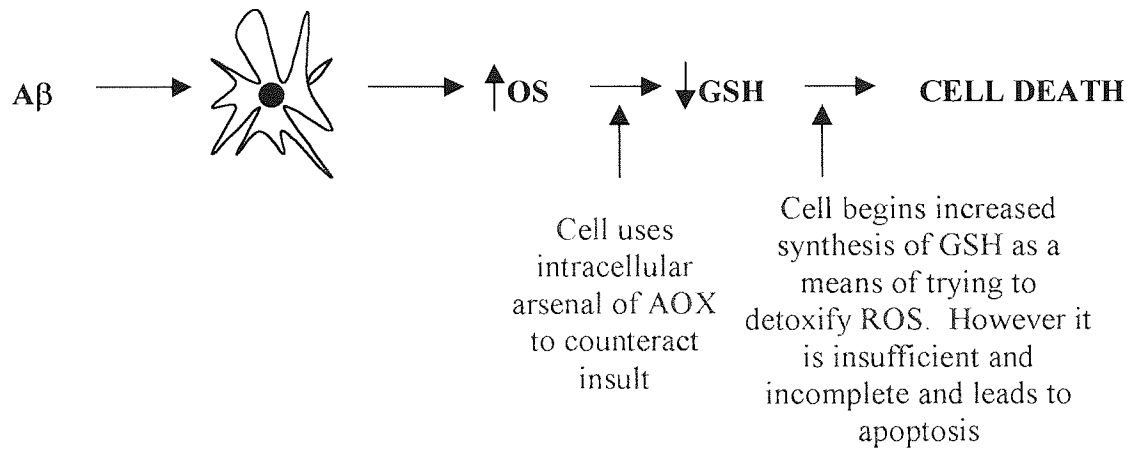 Aβ OS GSH CELL DEATH
Cell uses
intracellular
arsenal of AOX
to counteract
insult
Cell begins increased
synthesis of GSH as a
means of trying to
detoxify ROS. However it
is insufficient and
incomplete and leads to
apoptosis